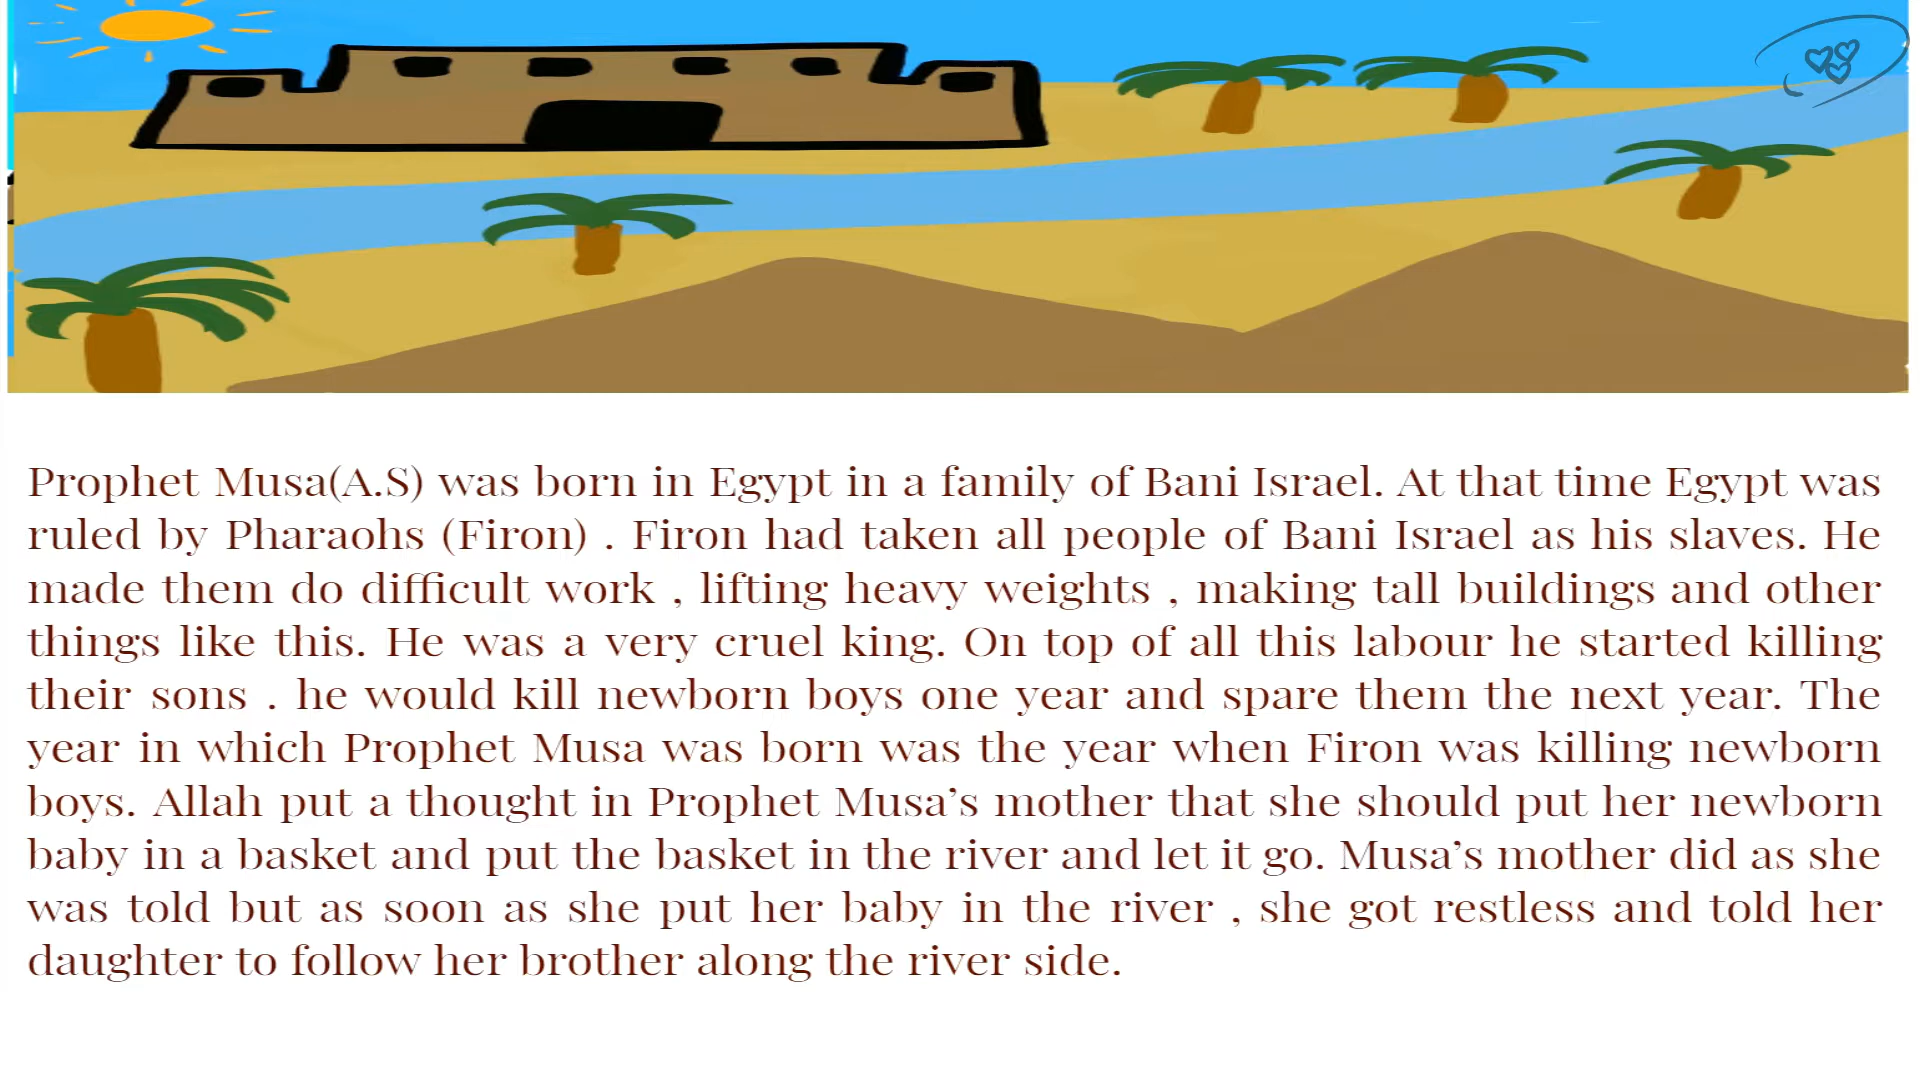 Prophet Musa(A.S) was born in Egypt in a family of Bani Israel. At that time Egypt was
ruled by Pharaohs (Firon) . Firon had taken all people of Bani Israel as his slaves. He
made them do difficult work , lifting heavy weights , making tall buildings and other
things like this. He was a very cruel king. On top of all this labour he started killing
their sons . he would kill newborn boys one year and spare them the next year. The
year in which Prophet Musa was born was the year when Firon was killing newborn
boys. Allah put a thought in Prophet Musa’s mother that she should put her newborn
baby in a basket and put the basket in the river and let it go. Musa’s mother did as she
was told but as soon as she put her baby in the river , she got restless and told her
daughter to follow her brother along the river side.